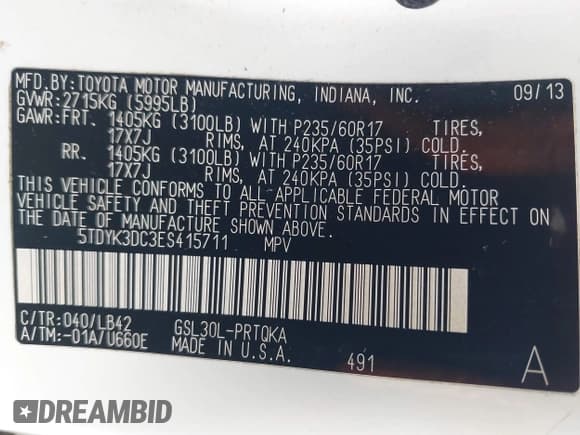 MFD.BY:TOYOTA MOTOR MANUFACTURING, INDIANA, INC. 09/13
GVWR:2715KG (5995LB)
GAWR:FRT. 1405KG (3100LB) WITH P235/60R17 TIRES,
17X7J RIMS, AT 240KPA (35PSI) COLD.
RR. 1405KG (3100LB) WITH P235/60R17 TIRES,
17X7J RIMS, AT 240KPA (35PSI) COLD.
THIS VEHICLE CONFORMS TO ALL APPLICABLE FEDERAL MOTOR
VEHICLE SAFETY AND THEFT PREVENTION STANDARDS IN EFFECT ON
THE DATE OF MANUFACTURE SHOWN ABOVE.
5TDYK3DC3ES415711 MPV
C/TR:040/LB42 GSL30L-PRTQKA
A/TM:-01A/U660E MADE IN U.S.A. 491 A
DREAMBID